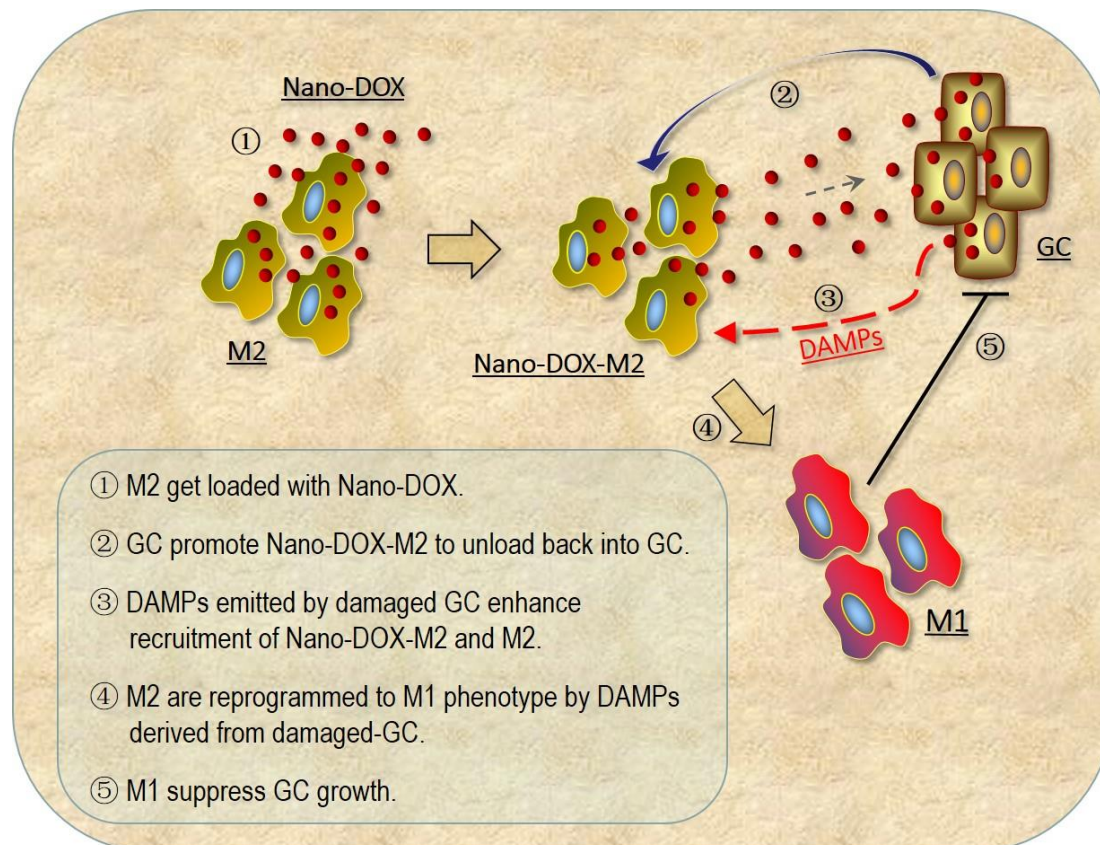 Nano-DOX
①
②
GC
M2
Nano-DOX-M2
③
DAMPs
⑤
④
M1
① M2 get loaded with Nano-DOX.
② GC promote Nano-DOX-M2 to unload back into GC.
③ DAMPs emitted by damaged GC enhance
recruitment of Nano-DOX-M2 and M2.
④ M2 are reprogrammed to M1 phenotype by DAMPs
derived from damaged-GC.
⑤ M1 suppress GC growth.